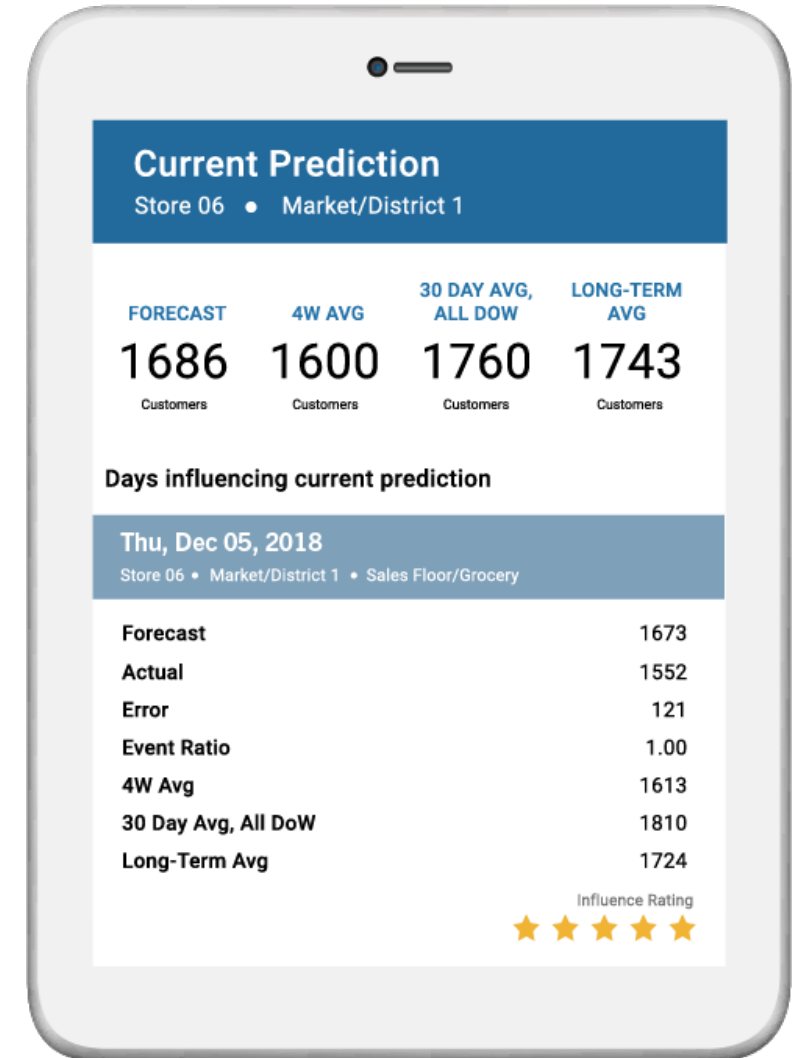 Current Prediction
Store 06 • Market/District 1
FORECAST 4W AVG 30 DAY AVG, ALL DOW LONG-TERM AVG
1686 1600 1760 1743
Customers Customers Customers Customers
Days influencing current prediction
Thu, Dec 05, 2018
Store 06 • Market/District 1 • Sales Floor/Grocery
Forecast 1673
Actual 1552
Error 121
Event Ratio 1.00
4W Avg 1613
30 Day Avg, All DoW 1810
Long-Term Avg 1724
Influence Rating